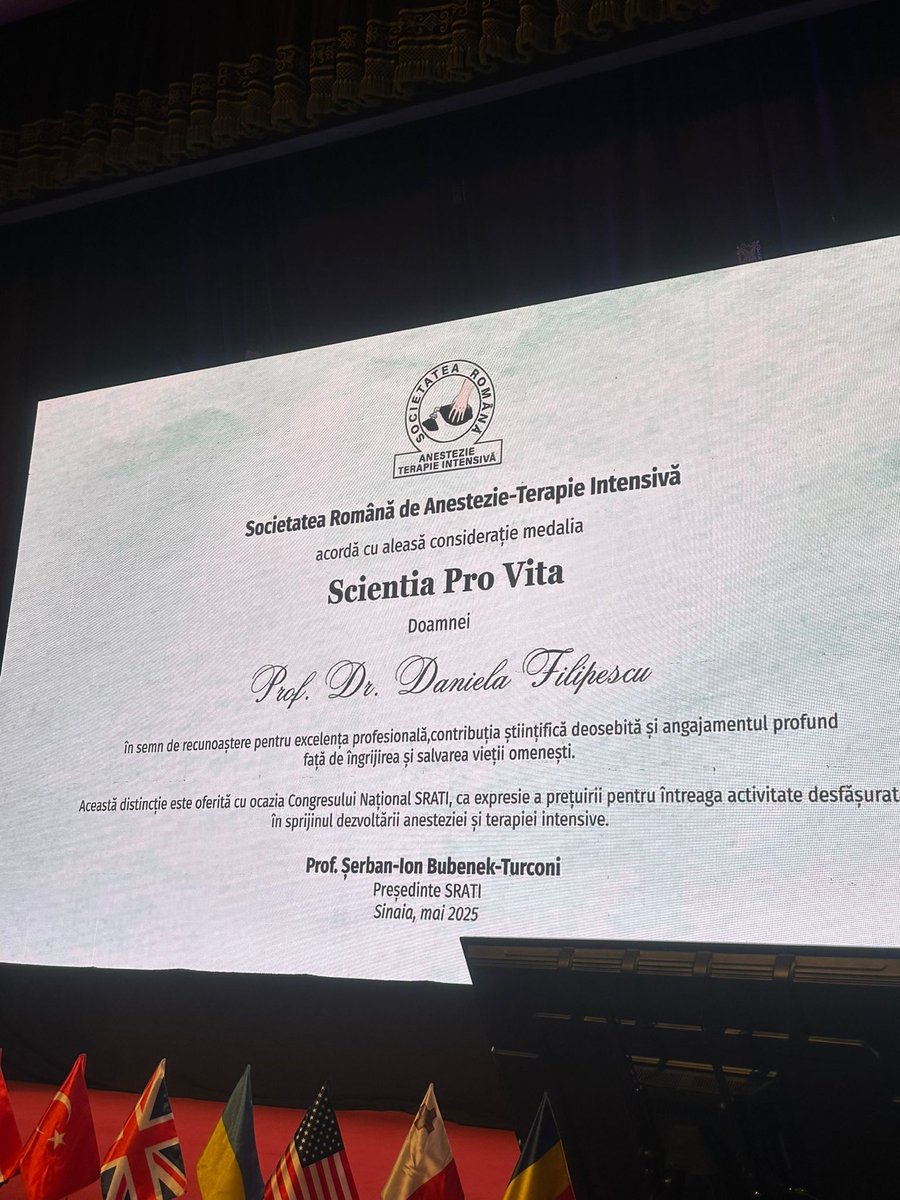 SOCIETATEA ROMÂNĂ
ANESTEZIE
TERAPIE INTENSIVĂ
Societatea Română de Anestezie-Terapie Intensivă
acordă cu aleasă considerație medalia
Scientia Pro Vita
Doamnei
Prof. Dr. Daniela Filipescu
în semn de recunoaștere pentru excelența profesională,contribuția științifică deosebită și angajamentul profund
față de îngrijirea și salvarea vieții omenești.
Această distincție este oferită cu ocazia Congresului Național SRATI, ca expresie a prețuirii pentru întreaga activitate desfășurat
în sprijinul dezvoltării anesteziei și terapiei intensive.
Prof. Șerban-Ion Bubenek-Turconi
Președinte SRATI
Sinaia, mai 2025